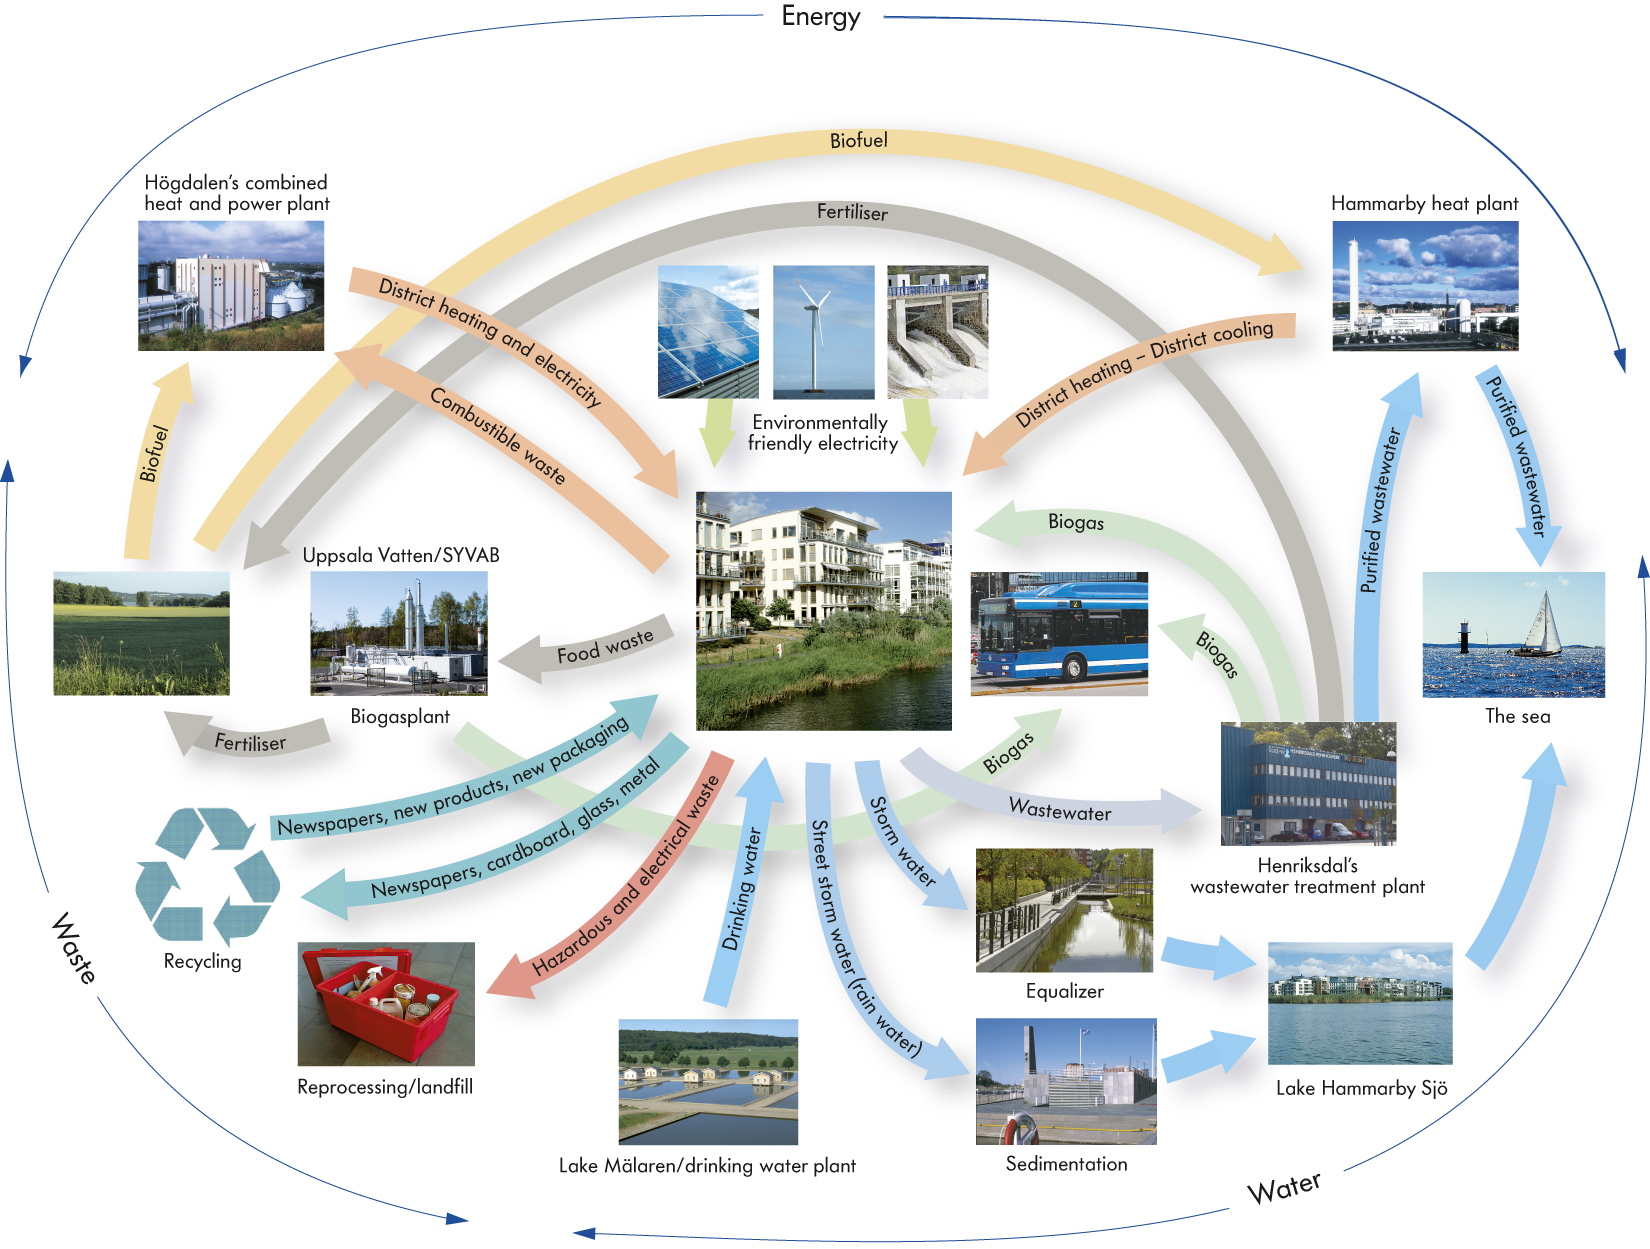 Energy
Biofuel
Högdalen's combined
heat and power plant
Fertiliser
Hammarby heat plant
District heating and electricity
District heating – District cooling
Combustible waste
Environmentally
friendly electricity
Biofuel
Purified wastewater
Purified wastewater
Biogas
Uppsala Vatten/SYVAB
Food waste
Biogas
2
Biogasplant
The sea
Fertiliser
Newspapers, new products, new packaging
Biogas
HENRIKSDALS RENINGSVERK
Newspapers, cardboard, glass, metal
Hazardous and electrical waste
Drinking water
Street storm water (rain water)
Storm water
Wastewater
Henriksdal's
wastewater treatment plant
Waste
Recycling
Equalizer
Reprocessing/landfill
Lake Hammarby Sjö
Lake Mälaren/drinking water plant
Sedimentation
Water